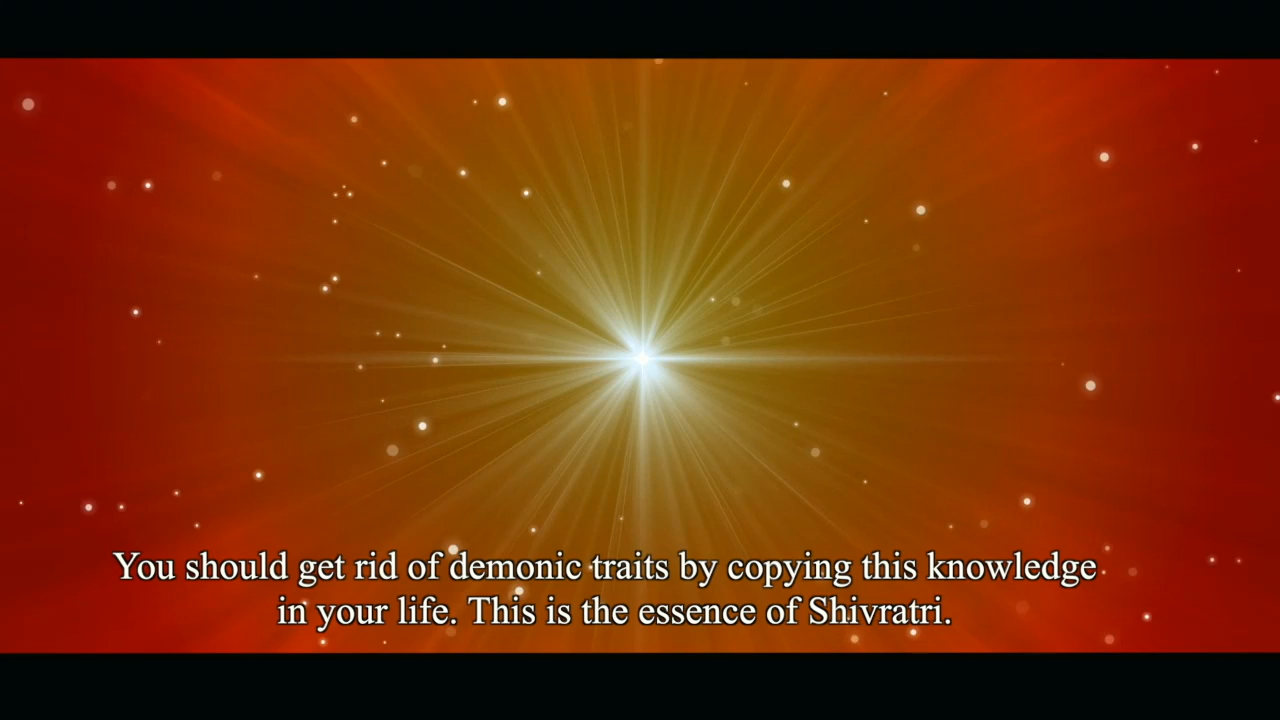 You should get rid of demonic traits by copying this knowledge
in your life. This is the essence of Shivratri.